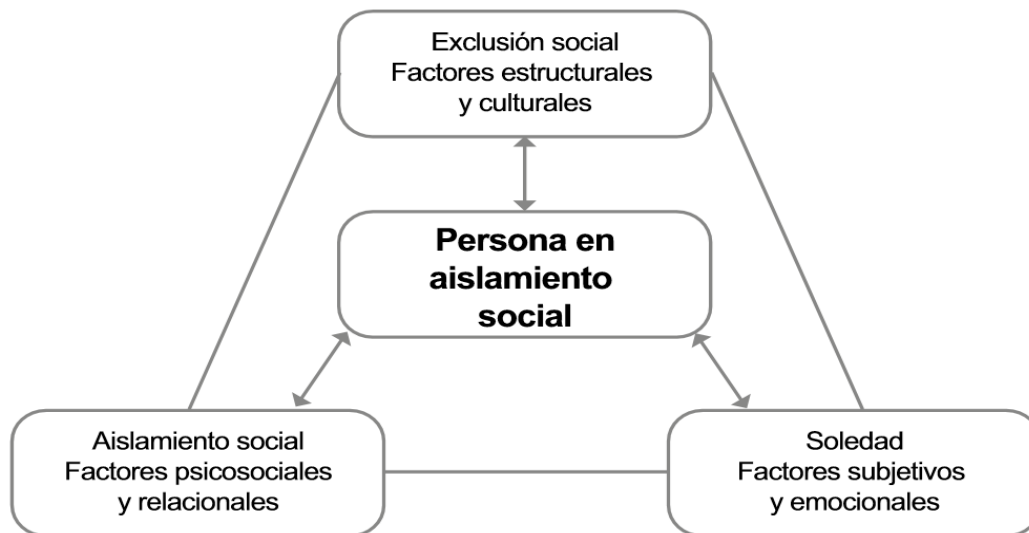 Exclusión social
Factores estructurales
y culturales
Persona en
aislamiento
social
Aislamiento social
Factores psicosociales
y relacionales
Soledad
Factores subjetivos
y emocionales